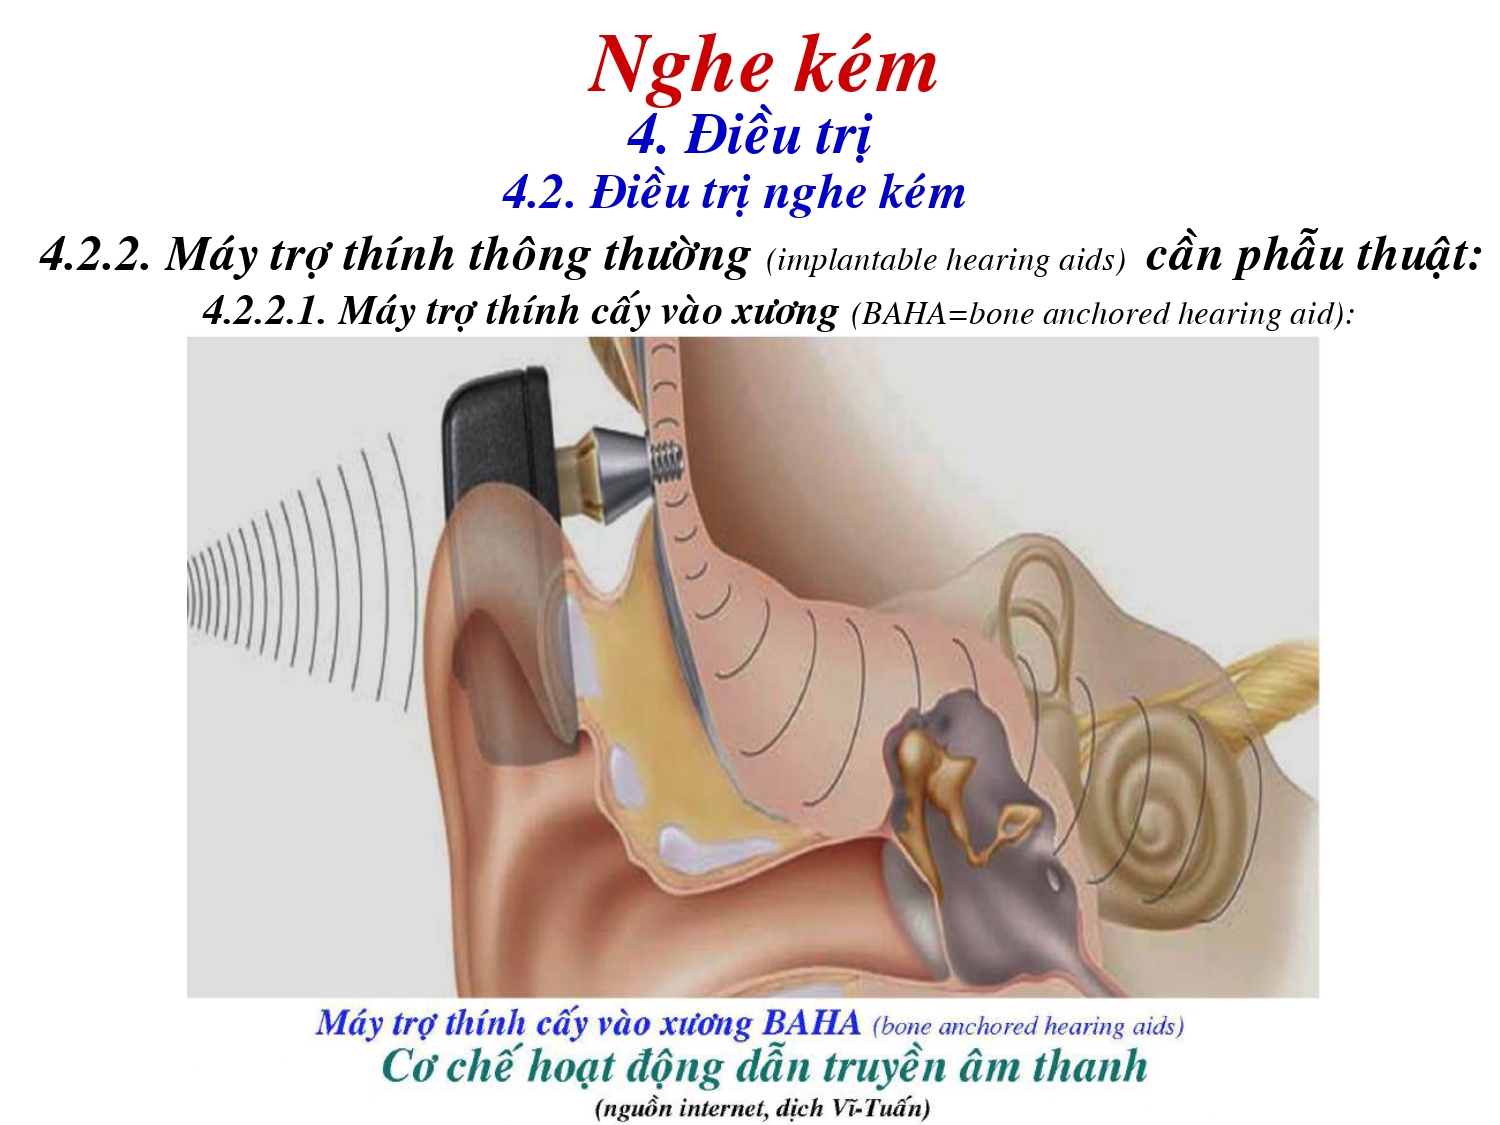 Nghe kém
4. Điều trị
4.2. Điều trị nghe kém
4.2.2. Máy trợ thính thông thường (implantable hearing aids) cần phẫu thuật:
4.2.2.1. Máy trợ thính cấy vào xương (BAHA=bone anchored hearing aid):
Máy trợ thính cấy vào xương BAHA (bone anchored hearing aids)
Cơ chế hoạt động dẫn truyền âm thanh
(nguồn internet, dịch Vĩ-Tuấn)